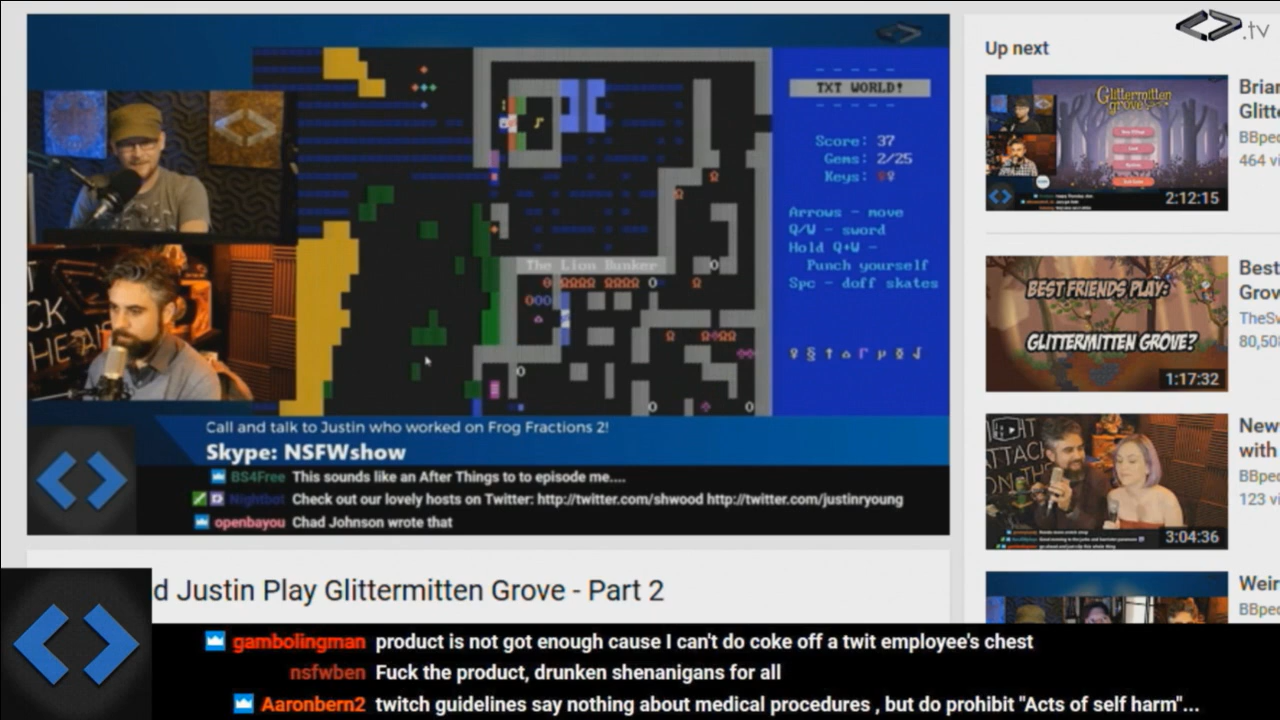 .tv
Up next
TXT WORLD!
Score: 37
Gems: 2/25
Keys:
Arrows - move
Q/W - sword
Hold Q+W -
Punch yourself
Spc - doff skates
The Lion Bunker
Call and talk to Justin who worked on Frog Fractions 2!
Skype: NSFWshow
BS4Free This sounds like an After Things to to episode me....
Nightbot Check out our lovely hosts on Twitter: http://twitter.com/shwood http://twitter.com/justinryoung
openbayou Chad Johnson wrote that
Glittermitten grove
2:12:15
Brian
Glitte
BBped
464 vi
BEST FRIENDS PLAY:
GLITTERMITTEN GROVE?
1:17:32
Best
Grov
TheSw
80,508
3:04:36
New
with
BBpe
123 vi
Weir
BBpe
d Justin Play Glittermitten Grove - Part 2
gambolingman product is not got enough cause I can't do coke off a twit employee's chest
nsfwben Fuck the product, drunken shenanigans for all
Aaronbern2 twitch guidelines say nothing about medical procedures , but do prohibit "Acts of self harm"...